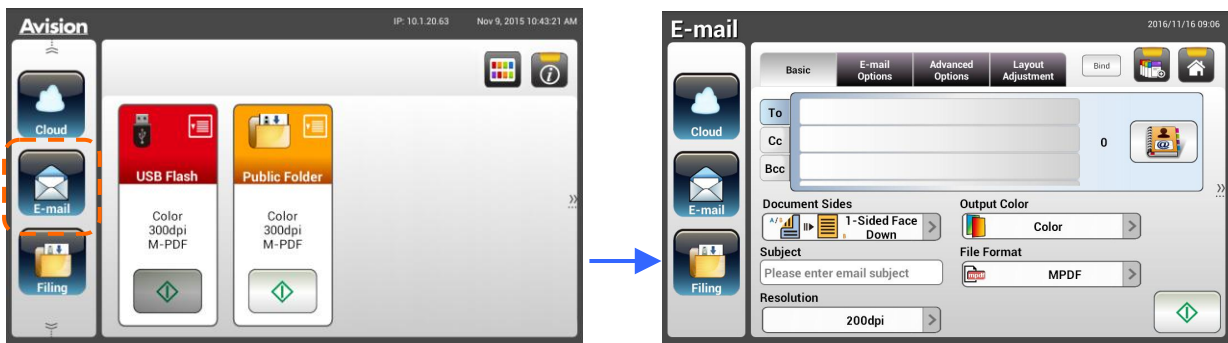 Avision
IP: 10.1.20.63
Nov 9, 2015 10:43:21 AM
Cloud
E-mail
Filing
USB Flash
Color
300dpi
M-PDF
Public Folder
Color
300dpi
M-PDF
E-mail
2016/11/16 09:06
Cloud
E-mail
Filing
Basic
E-mail
Options
Advanced
Options
Layout
Adjustment
Bind
To
Cc
Bcc
0
Document Sides
1-Sided Face
Down
Output Color
Color
Subject
Please enter email subject
File Format
MPDF
Resolution
200dpi